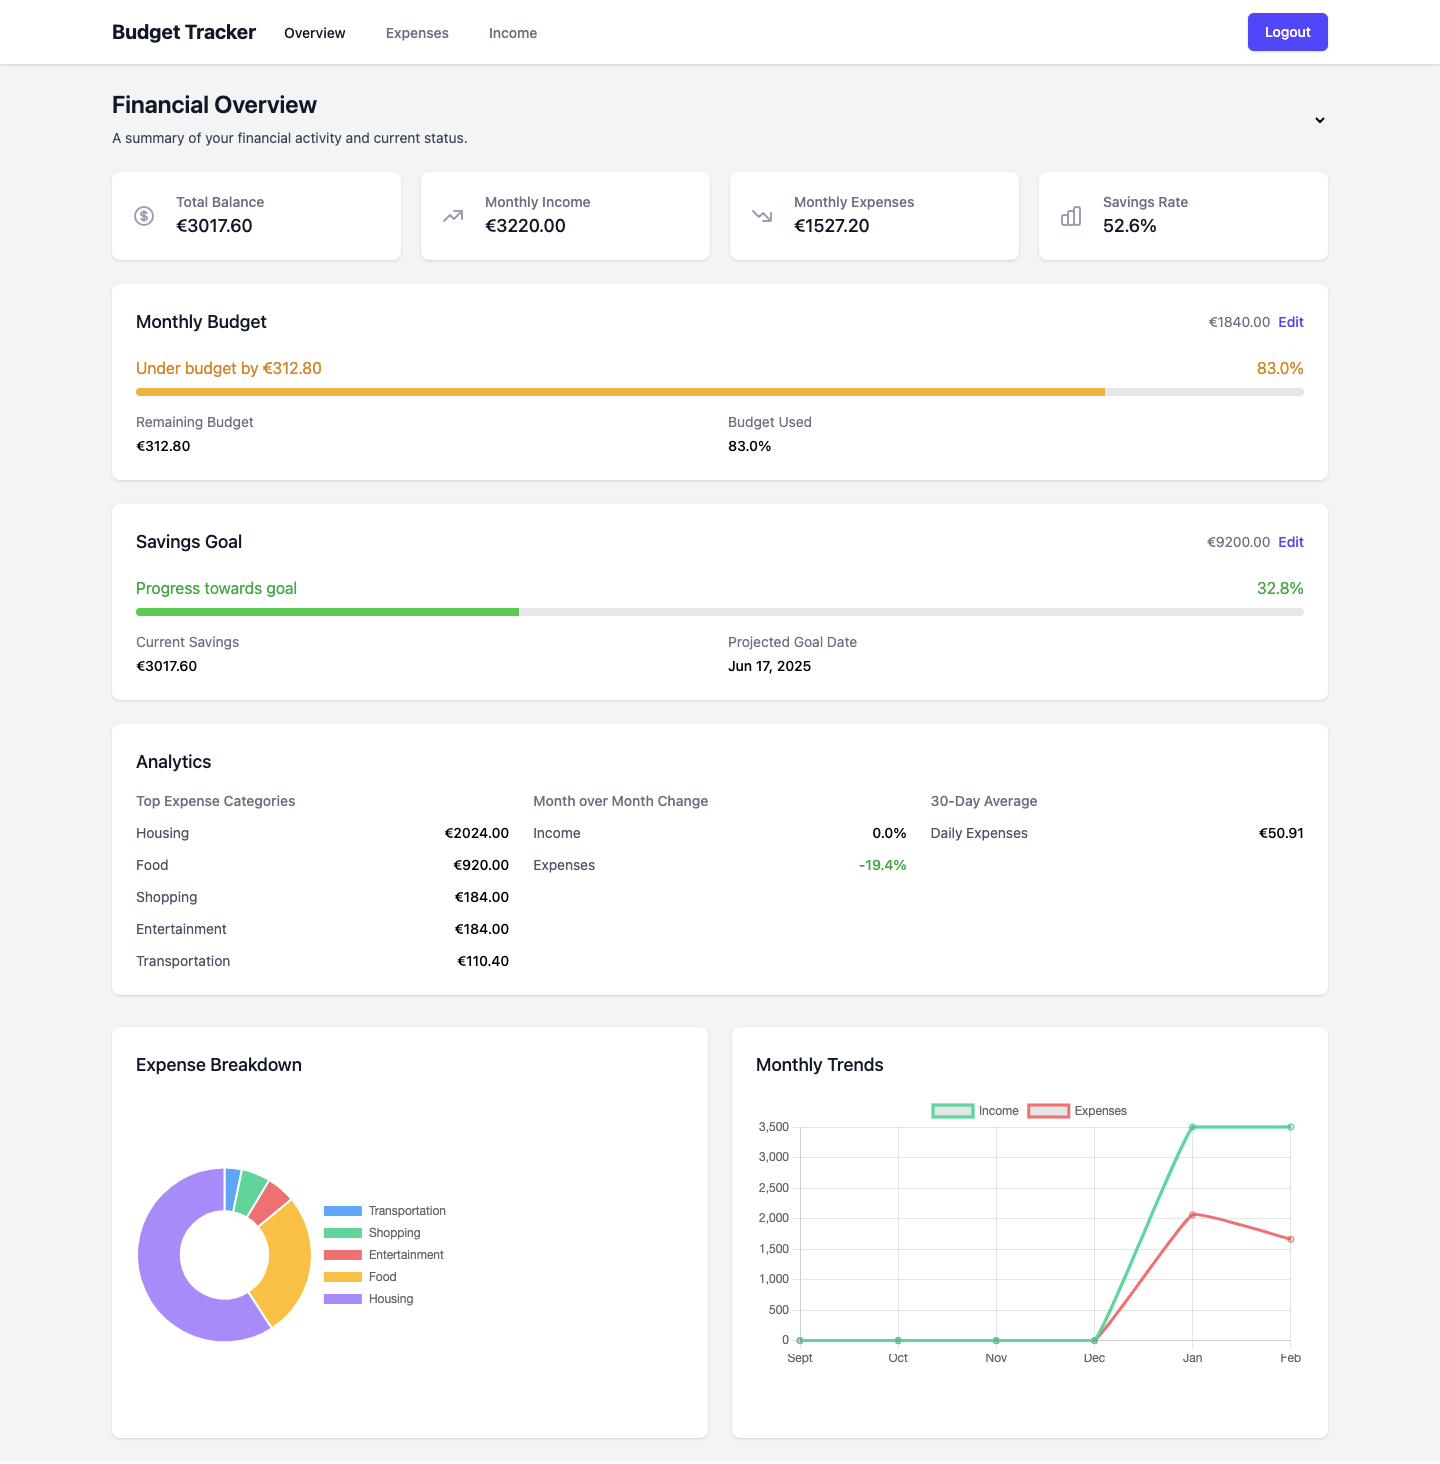 Budget Tracker Overview Expenses Income Logout
Financial Overview
A summary of your financial activity and current status.
Total Balance
€3017.60
Monthly Income
€3220.00
Monthly Expenses
€1527.20
Savings Rate
52.6%
Monthly Budget €1840.00 Edit
Under budget by €312.80 83.0%
Remaining Budget Budget Used
€312.80 83.0%
Savings Goal €9200.00 Edit
Progress towards goal 32.8%
Current Savings Projected Goal Date
€3017.60 Jun 17, 2025
Analytics
Top Expense Categories Month over Month Change 30-Day Average
Housing €2024.00 Income 0.0% Daily Expenses €50.91
Food €920.00 Expenses -19.4%
Shopping €184.00
Entertainment €184.00
Transportation €110.40
Expense Breakdown
Transportation
Shopping
Entertainment
Food
Housing
Monthly Trends
Income Expenses
3,500
3,000
2,500
2,000
1,500
1,000
500
0
Sept Oct Nov Dec Jan Feb